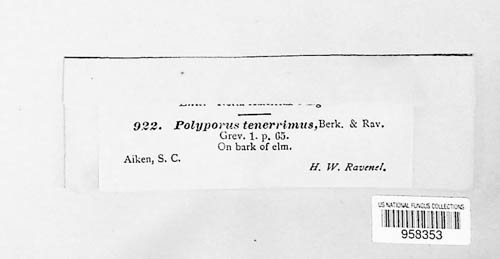 922. Polyporus tenerrimus, Berk. & Rav.
Grev. 1. p. 65.
On bark of elm.
Aiken, S. C.
H. W. Ravenel.
US NATIONAL FUNGUS COLLECTIONS
958353